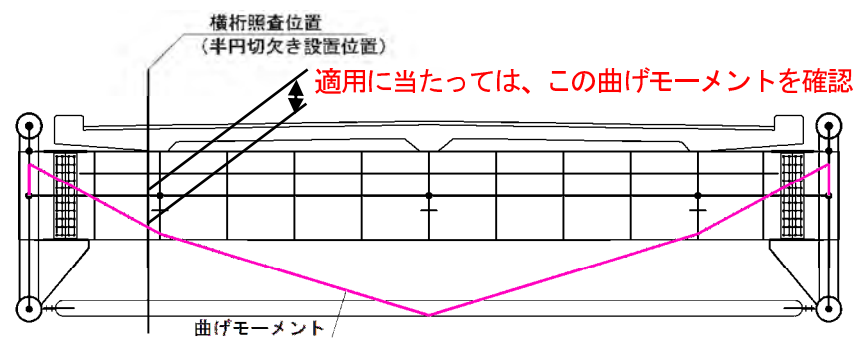 横桁照査位置
（半円切欠き設置位置）
適用に当たっては、この曲げモーメントを確認
曲げモーメント